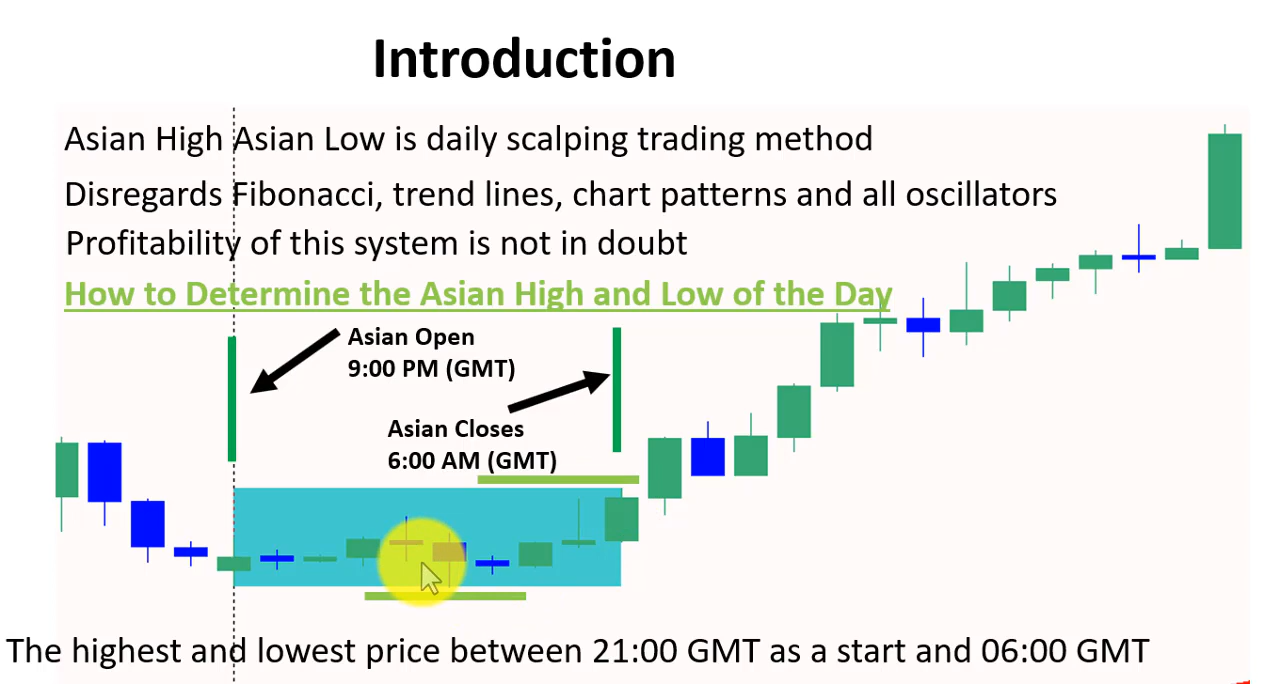 Introduction
Asian High Asian Low is daily scalping trading method
Disregards Fibonacci, trend lines, chart patterns and all oscillators
Profitability of this system is not in doubt
How to Determine the Asian High and Low of the Day
Asian Open
9:00 PM (GMT)
Asian Closes
6:00 AM (GMT)
The highest and lowest price between 21:00 GMT as a start and 06:00 GMT